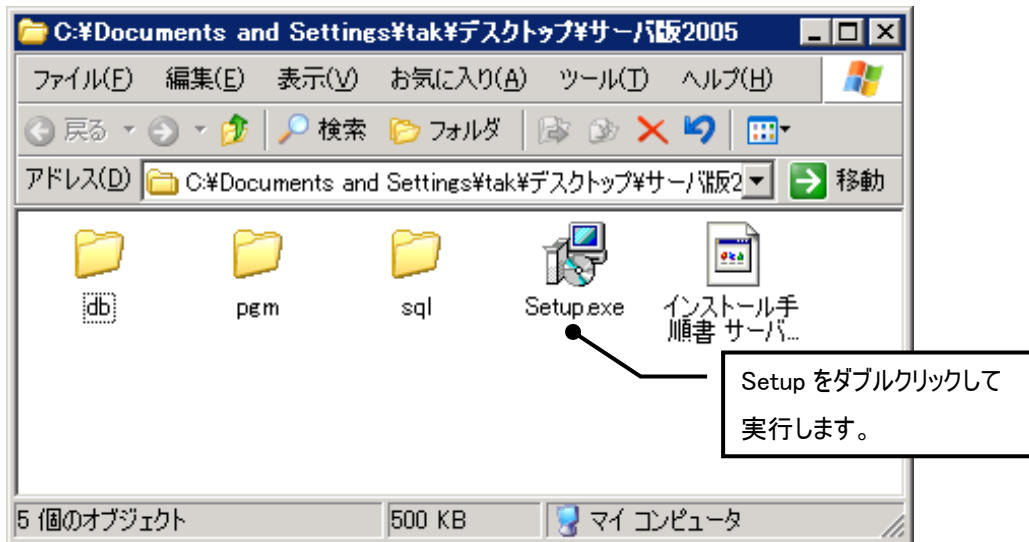 C:¥Documents and Settings¥tak¥デスクトップ¥サーバ版2005
ファイル(F) 編集(E) 表示(V) お気に入り(A) ツール(T) ヘルプ(H)
戻る 検索 フォルダ
アドレス(D) C:¥Documents and Settings¥tak¥デスクトップ¥サーバ版2 移動
db pgm sql Setup.exe インストール手
順書 サーバ...
Setup をダブルクリックして
実行します。
5 個のオブジェクト 500 KB マイ コンピュータ